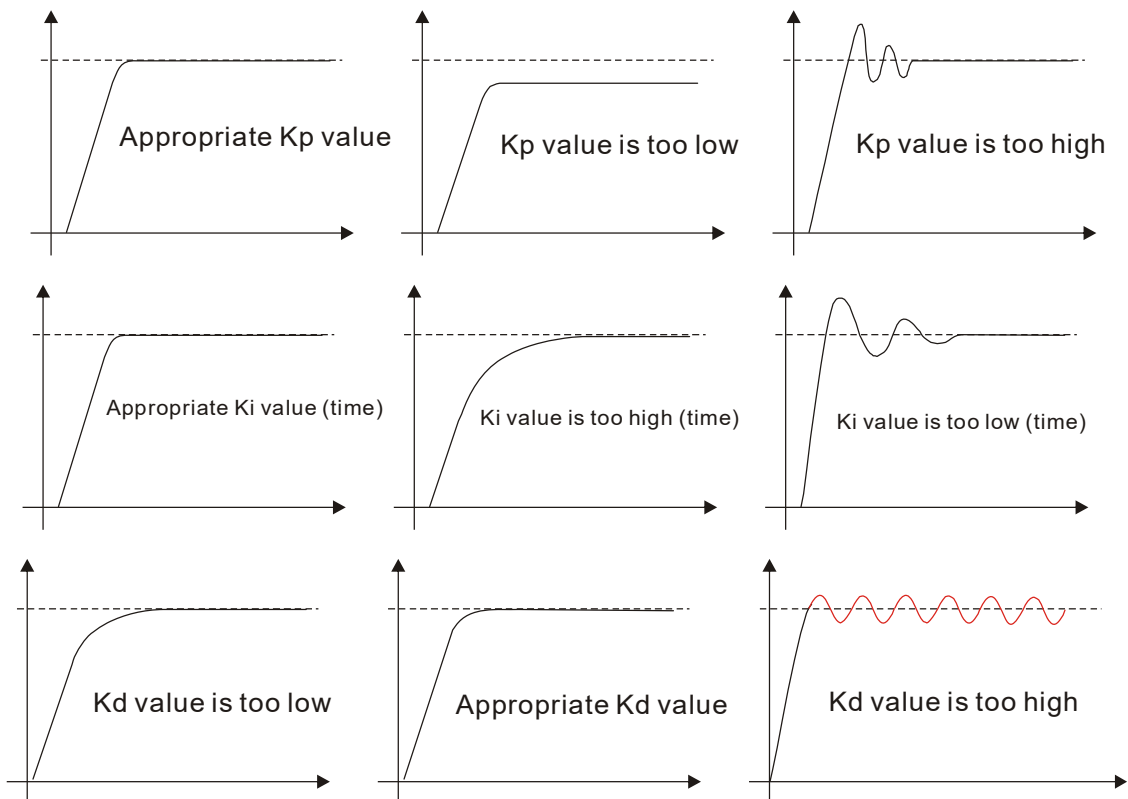 Appropriate Kp value
Kp value is too low
Kp value is too high
Appropriate Ki value (time)
Ki value is too high (time)
Ki value is too low (time)
Kd value is too low
Appropriate Kd value
Kd value is too high